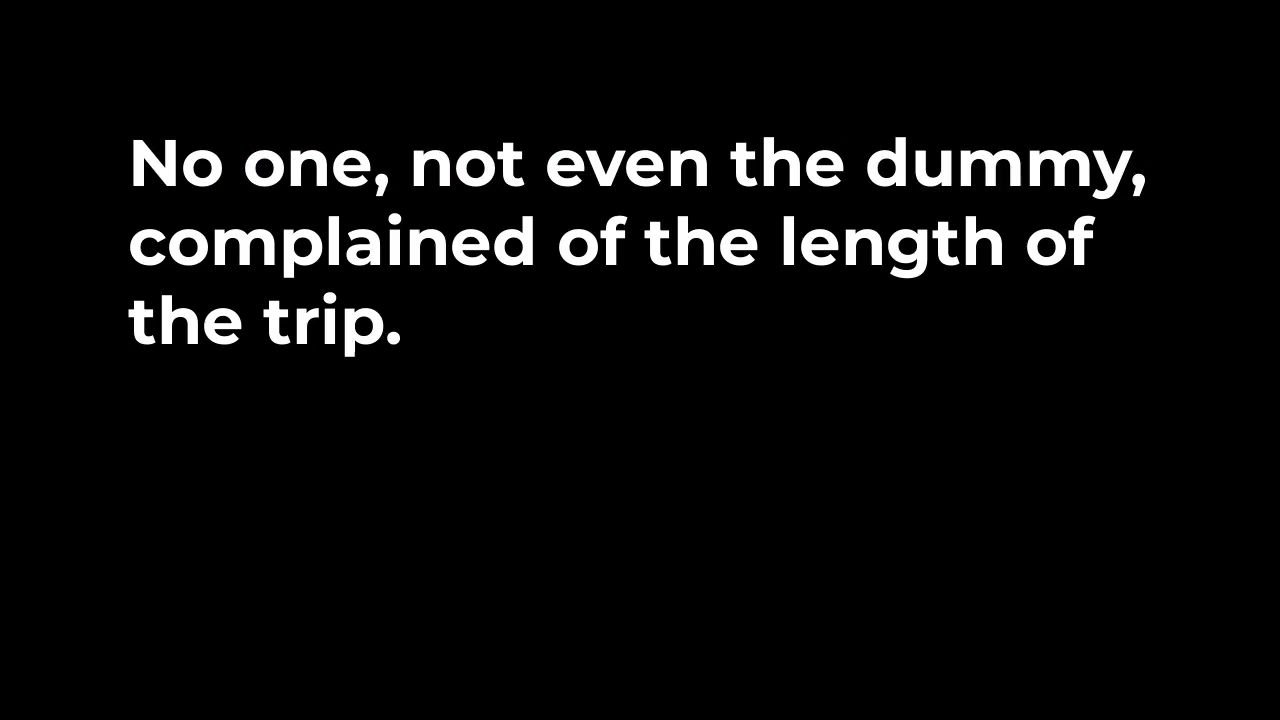 No one, not even the dummy,
complained of the length of
the trip.